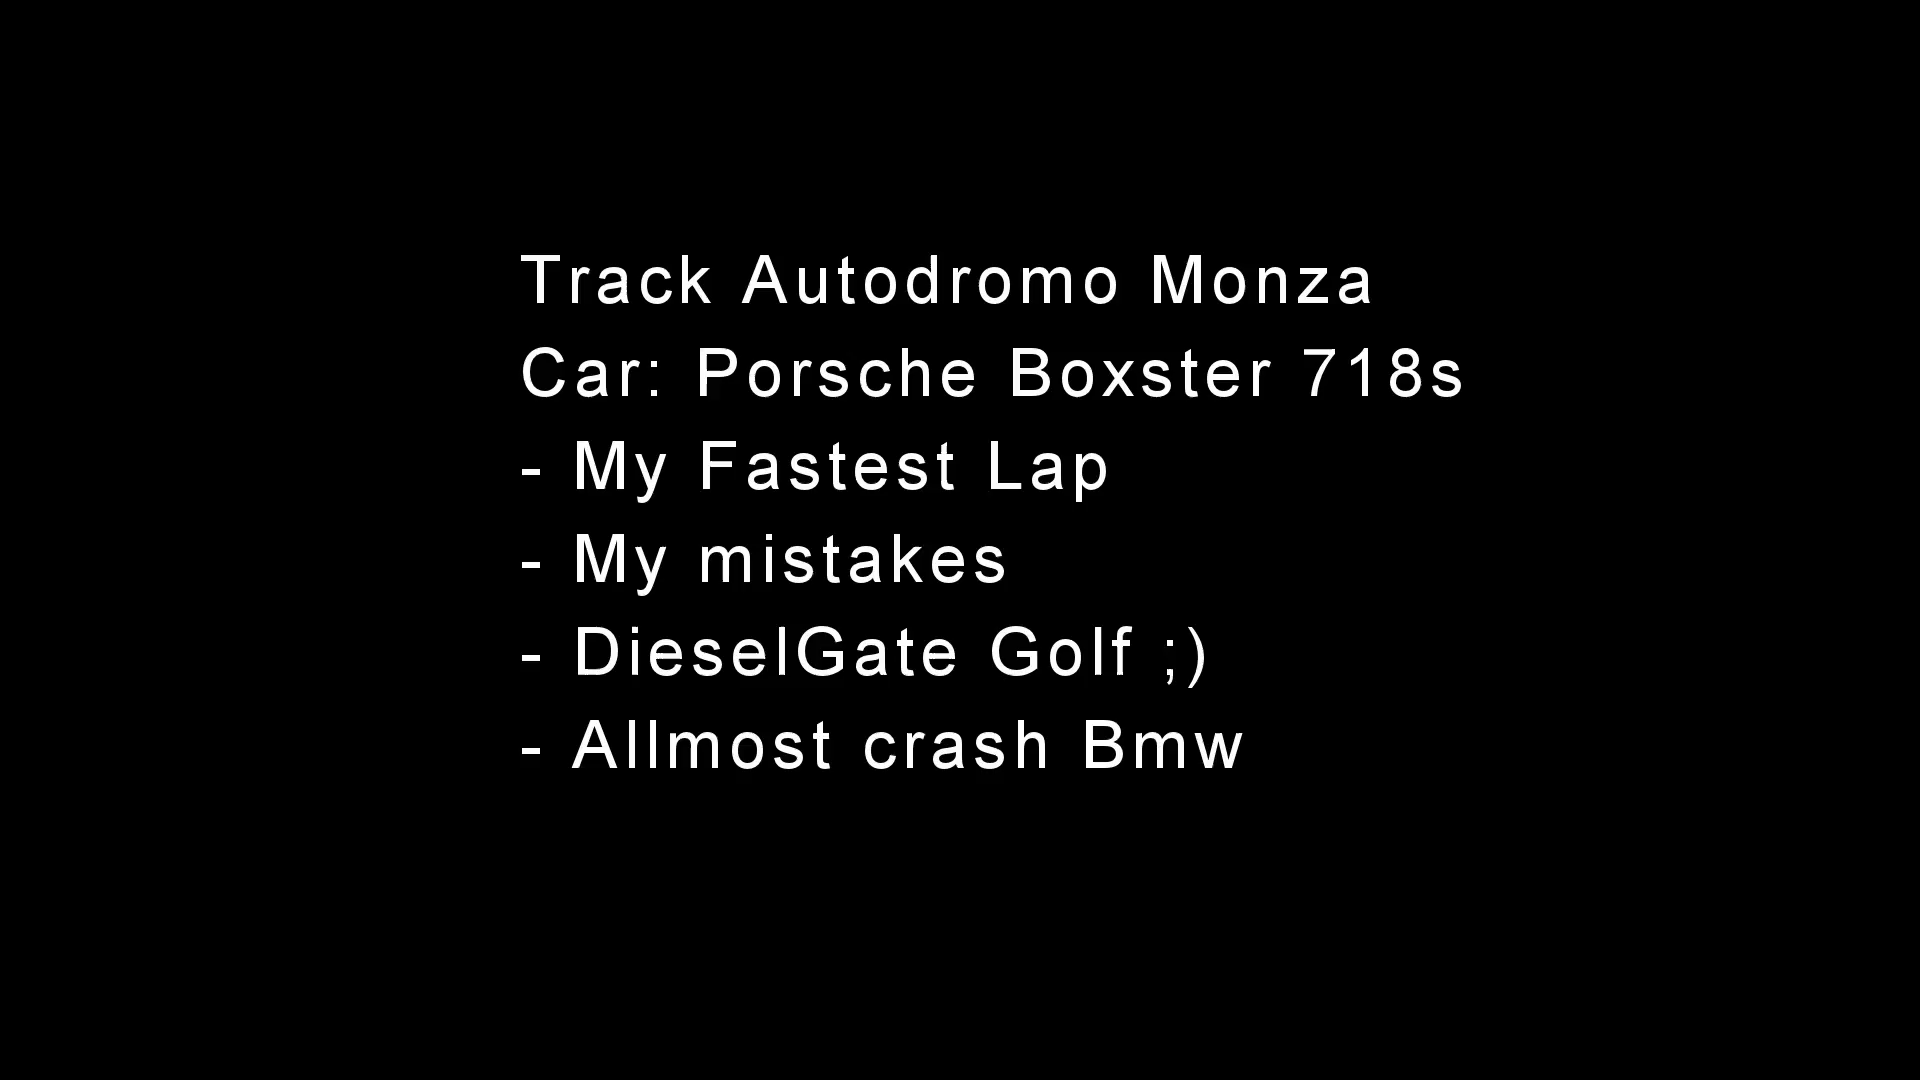 Track Autodromo Monza
Car: Porsche Boxster 718s
- My Fastest Lap
- My mistakes
- DieselGate Golf ;)
- Allmost crash Bmw